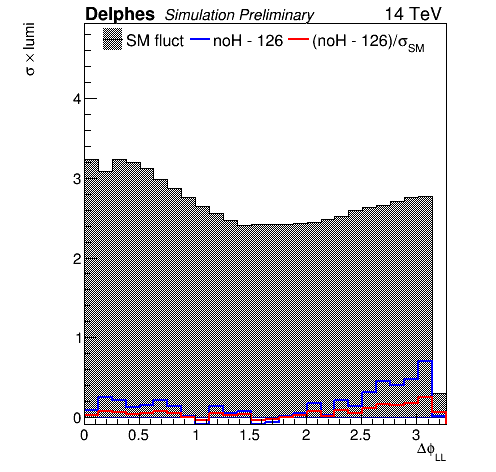 Delphes Simulation Preliminary 14 TeV
σ × lumi
SM fluct noH - 126 (noH - 126)/σSM
4
3
2
1
0
0 0.5 1 1.5 2 2.5 3
ΔϕLL